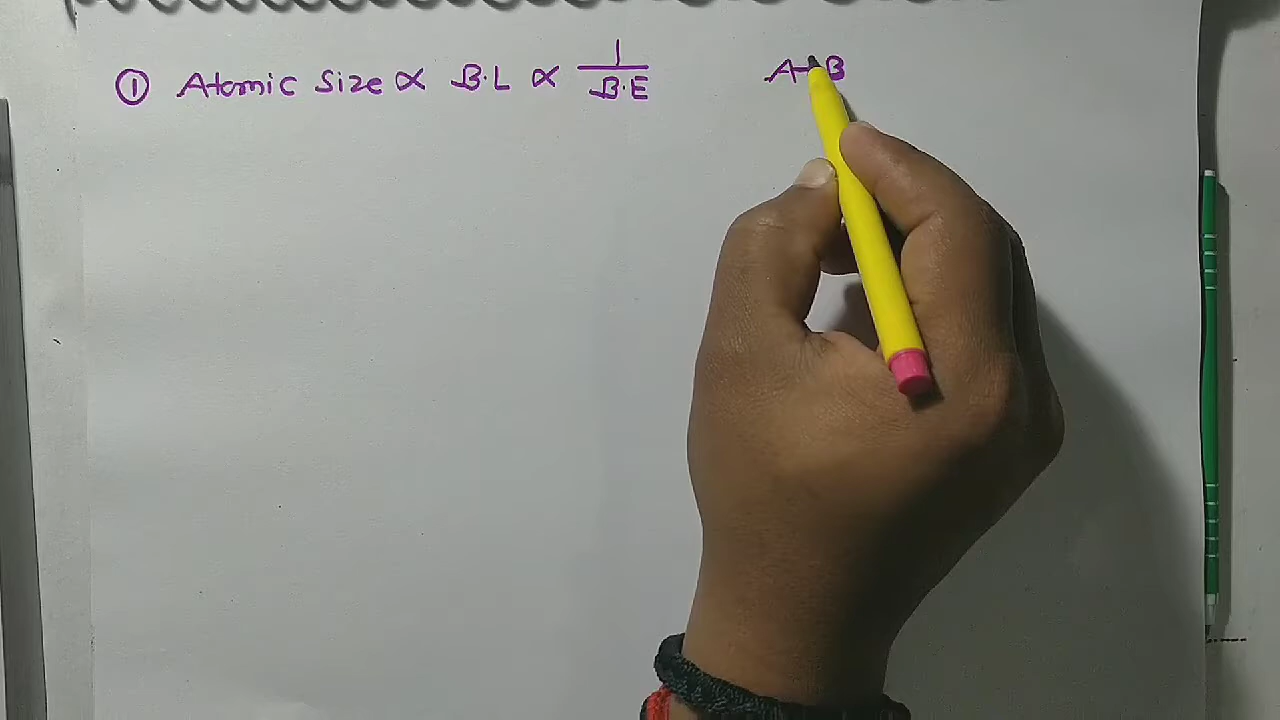 ① Atomic Size ∝ B.L ∝ 1/B.E A-B